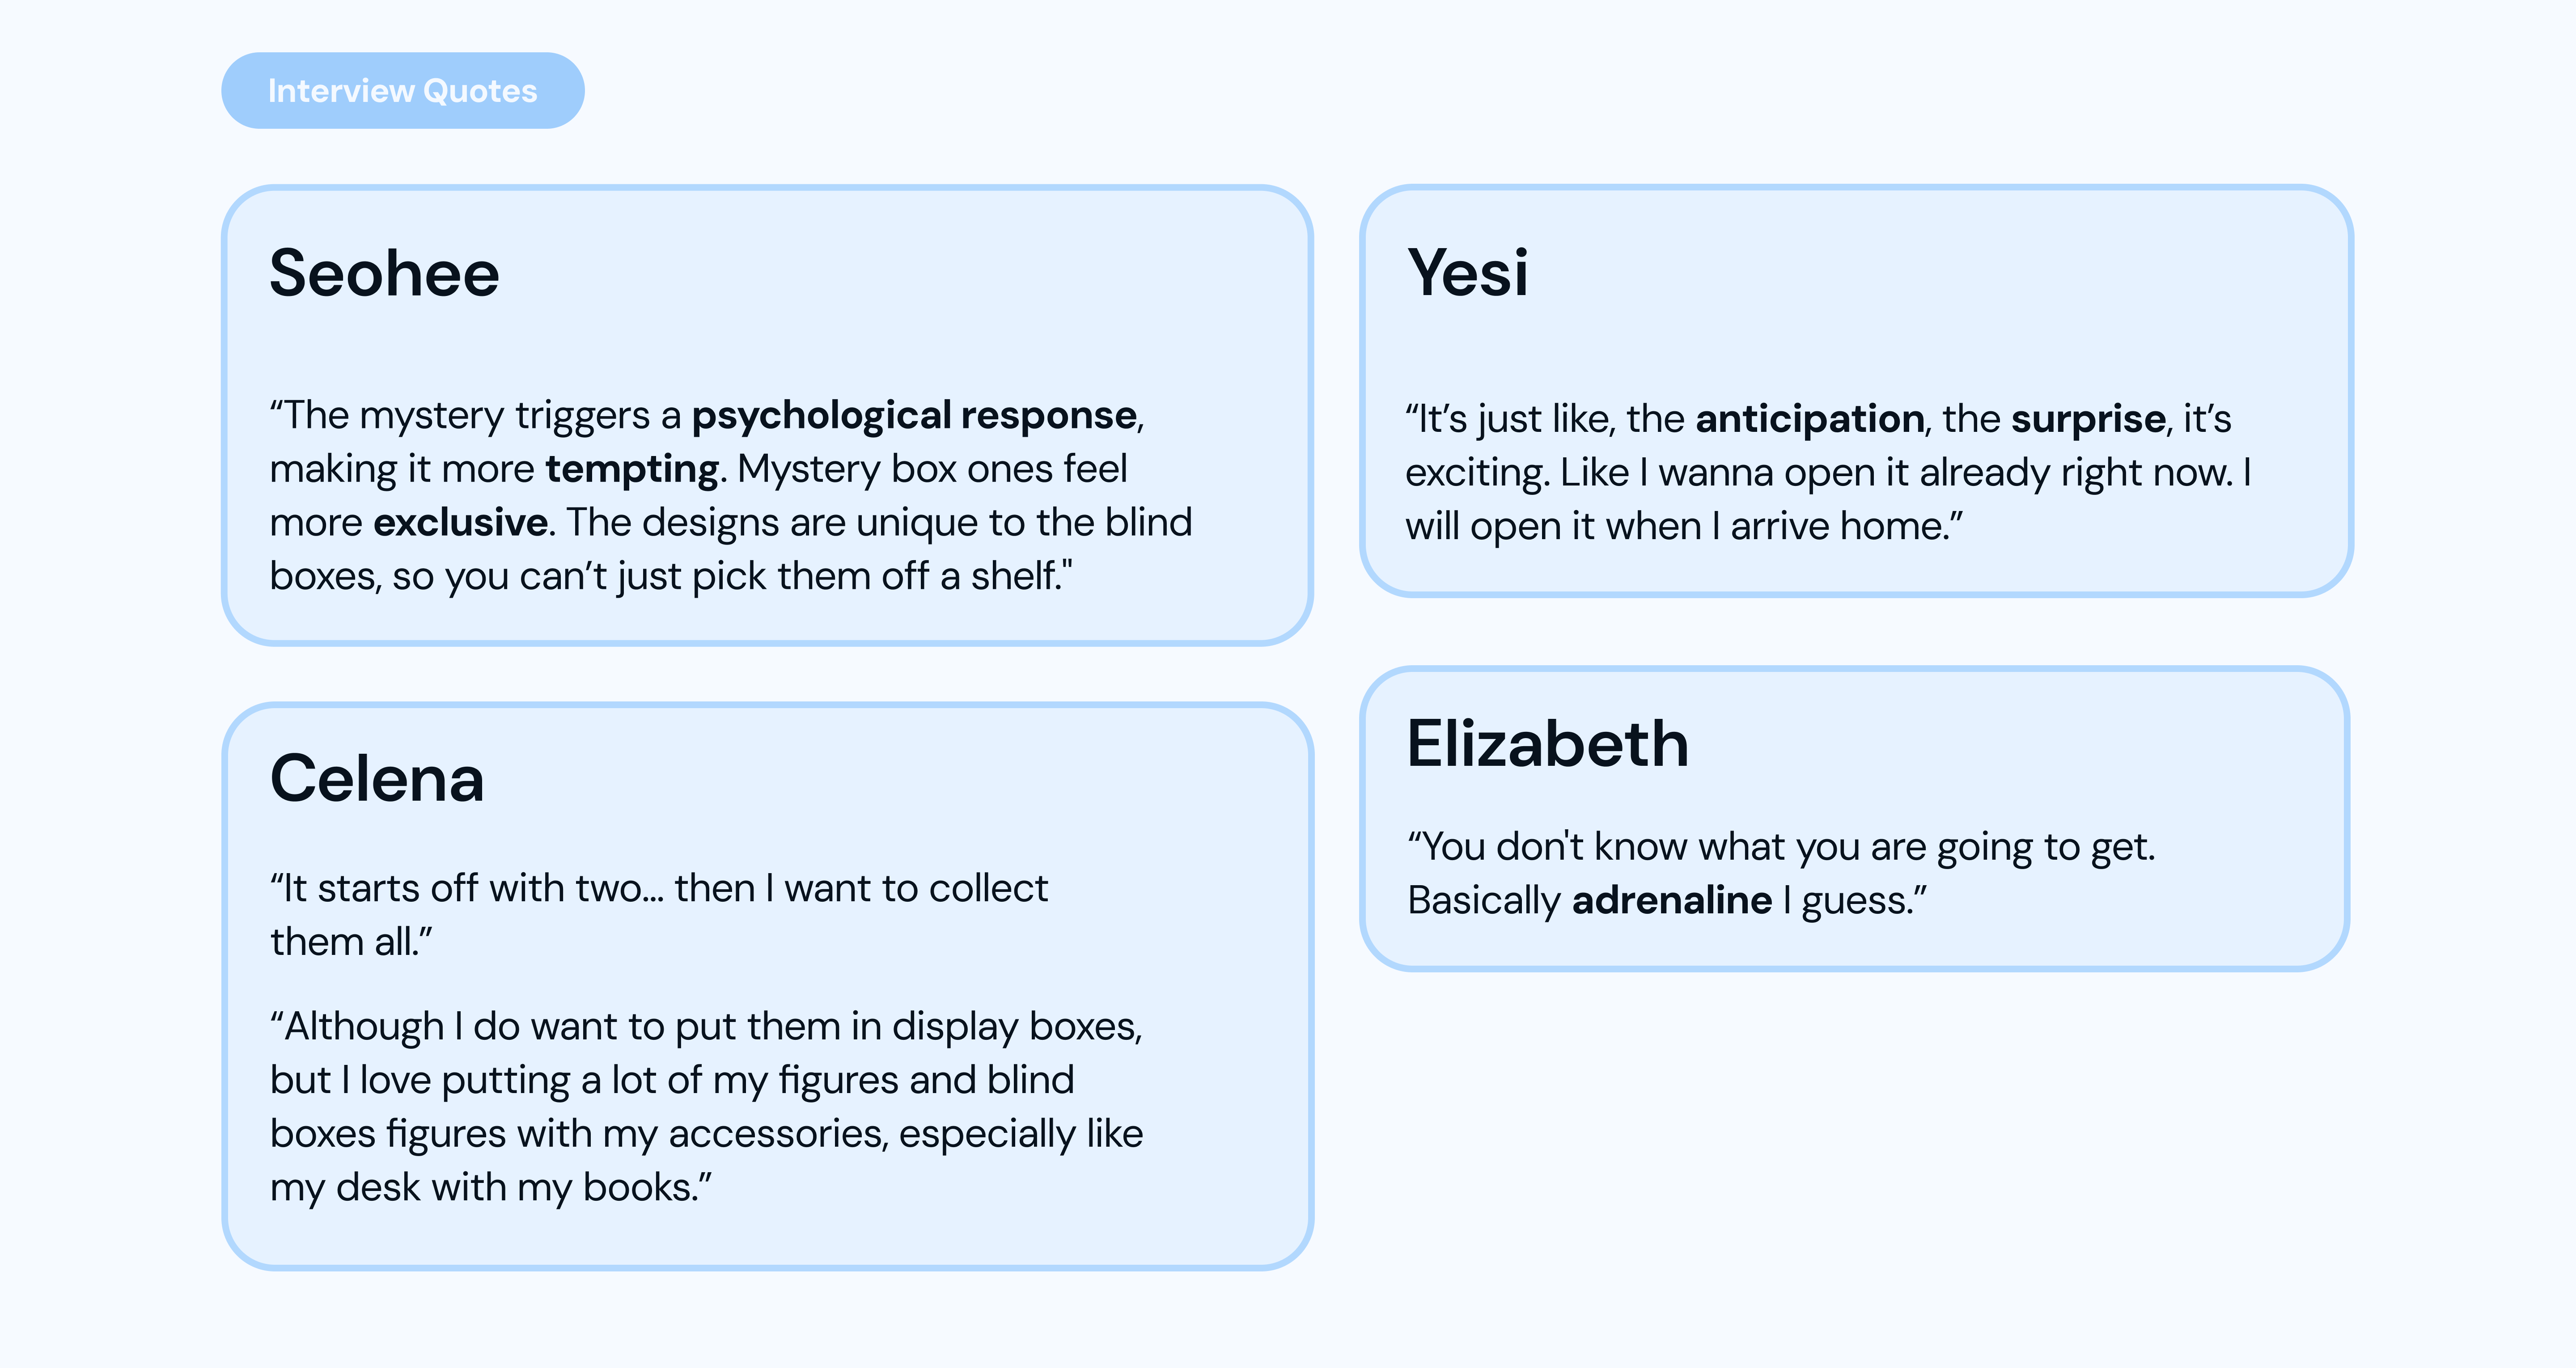 Interview Quotes
Seohee
“The mystery triggers a psychological response,
making it more tempting. Mystery box ones feel
more exclusive. The designs are unique to the blind
boxes, so you can’t just pick them off a shelf."
Yesi
“It’s just like, the anticipation, the surprise, it’s
exciting. Like I wanna open it already right now. I
will open it when I arrive home.”
Celena
“It starts off with two... then I want to collect
them all.”
“Although I do want to put them in display boxes,
but I love putting a lot of my figures and blind
boxes figures with my accessories, especially like
my desk with my books.”
Elizabeth
“You don't know what you are going to get.
Basically adrenaline I guess.”